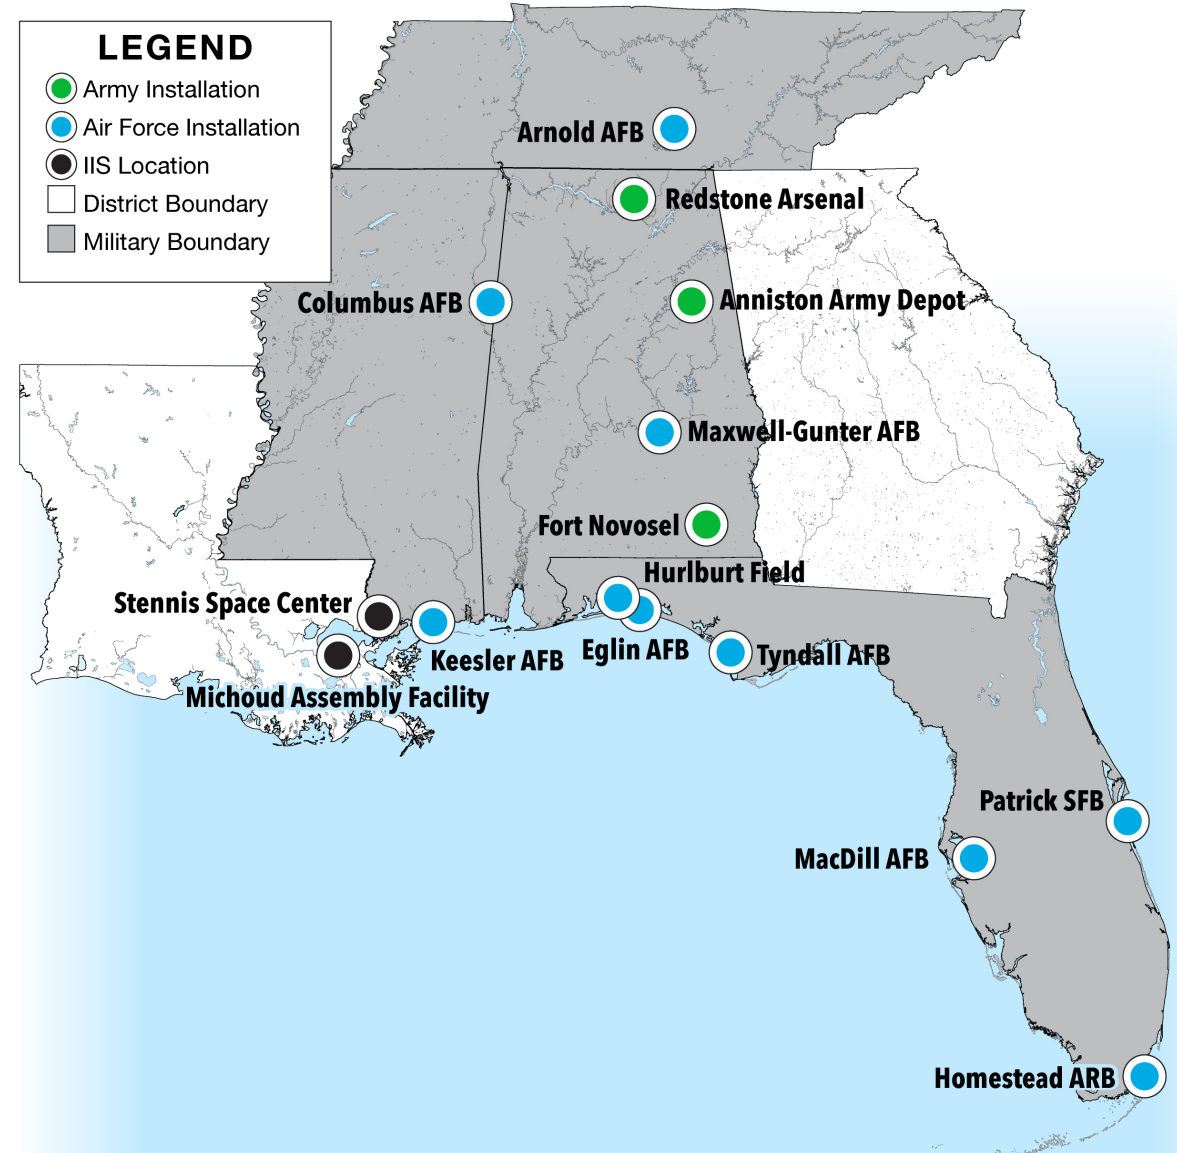 LEGEND
Army Installation
Air Force Installation
IIS Location
District Boundary
Military Boundary
Arnold AFB
Redstone Arsenal
Columbus AFB
Anniston Army Depot
Maxwell-Gunter AFB
Fort Novosel
Hurlburt Field
Stennis Space Center
Keesler AFB
Eglin AFB
Tyndall AFB
Michoud Assembly Facility
Patrick SFB
MacDill AFB
Homestead ARB